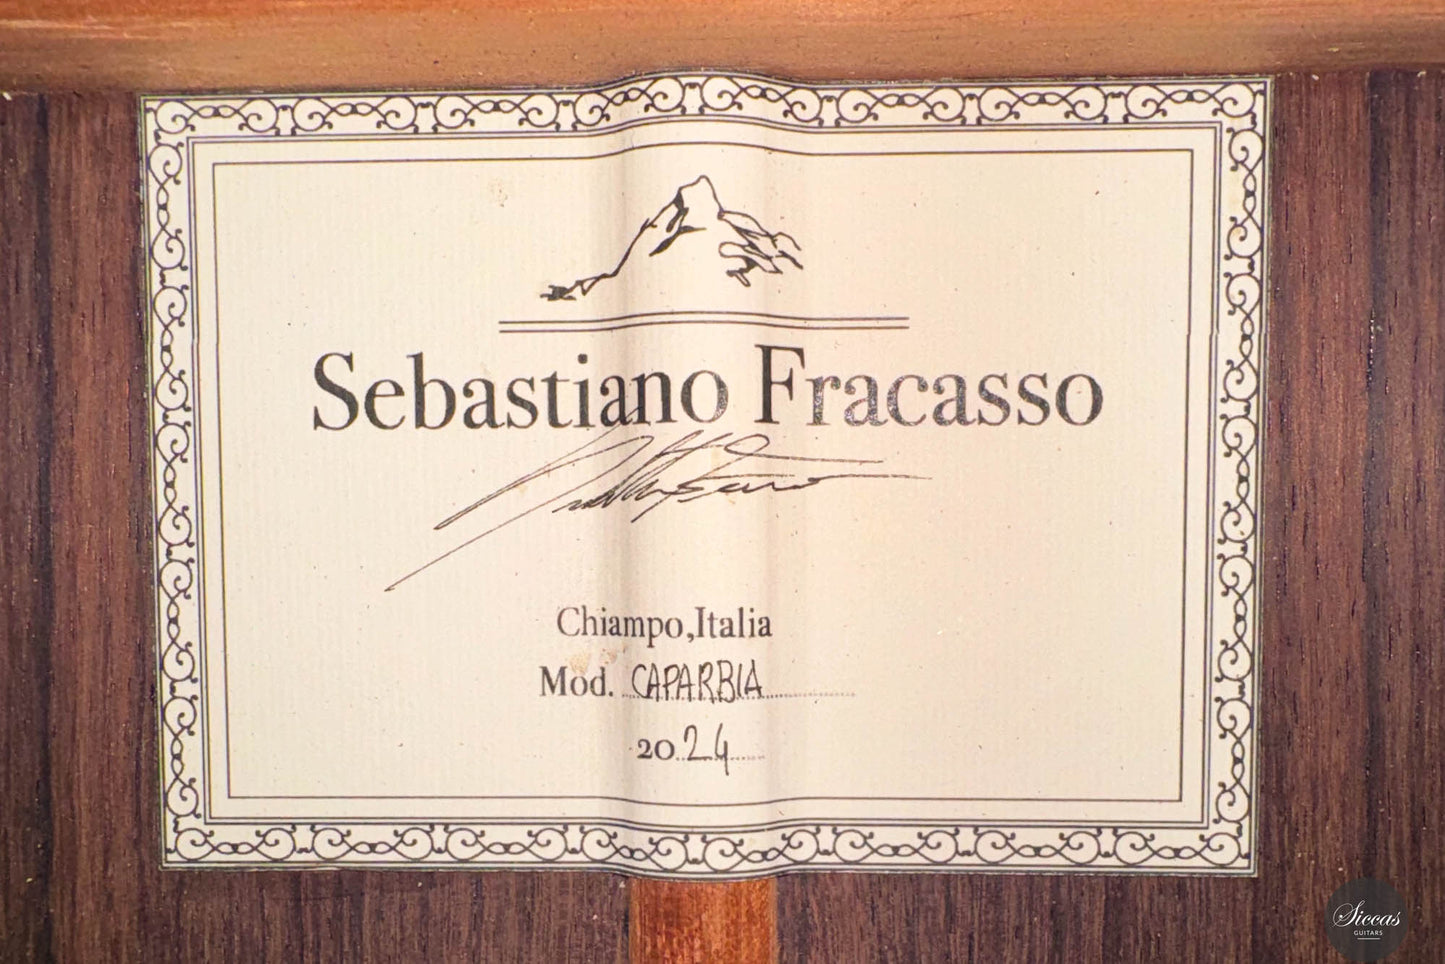 Sebastiano Fracasso
Chiampo,Italia
Mod. CAPARBIA
2024
Siccas
GUITARS